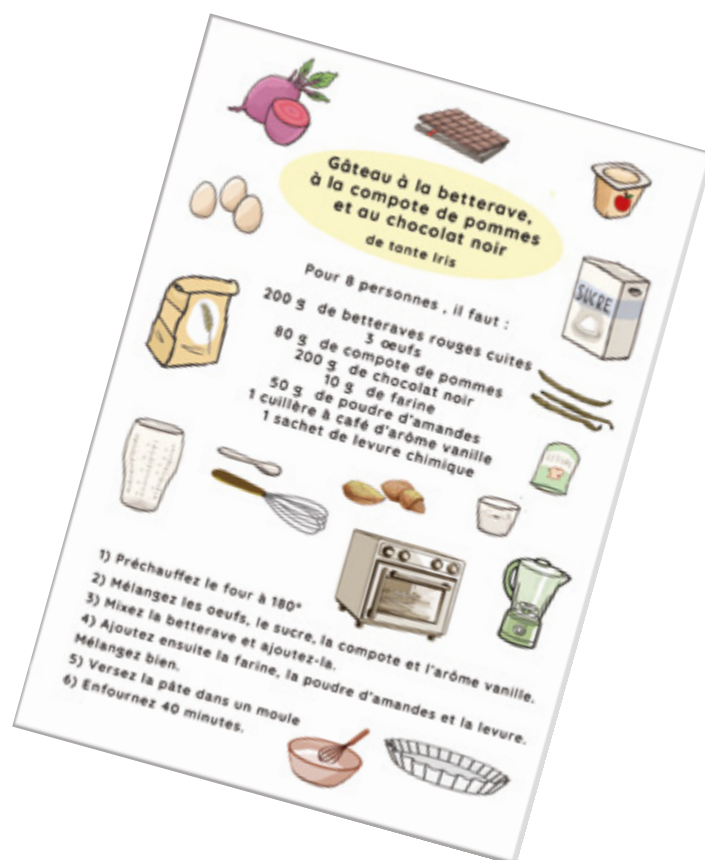 Gâteau à la betterave,
à la compote de pommes
et au chocolat noir
de tante Iris
Pour 8 personnes , il faut :
200 g de betteraves rouges cuites
3 oeufs
80 g de compote de pommes
200 g de chocolat noir
10 g de farine
50 g de poudre d'amandes
1 cuillère à café d'arôme vanille
1 sachet de levure chimique
SUCRE
LEVURE
1) Préchauffez le four à 180°
2) Mélangez les oeufs, le sucre, la compote et l'arôme vanille.
3) Mixez la betterave et ajoutez-la.
4) Ajoutez ensuite la farine, la poudre d'amandes et la levure.
Mélangez bien.
5) Versez la pâte dans un moule
6) Enfournez 40 minutes.